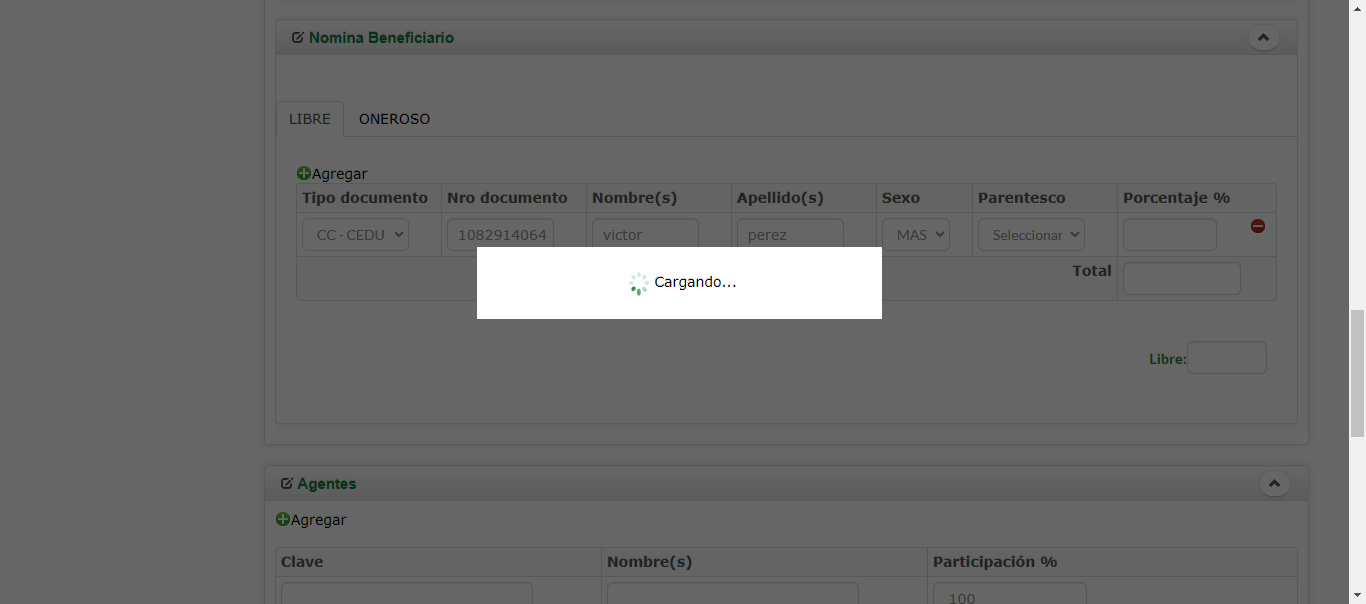 Nomina Beneficiario
LIBRE ONEROSO
Agregar
Tipo documento Nro documento Nombre(s) Apellido(s) Sexo Parentesco Porcentaje %
CC - CEDU 1082914064 victor perez MAS Seleccionar
Total
Cargando...
Libre:
Agentes
Agregar
Clave Nombre(s) Participación %
100